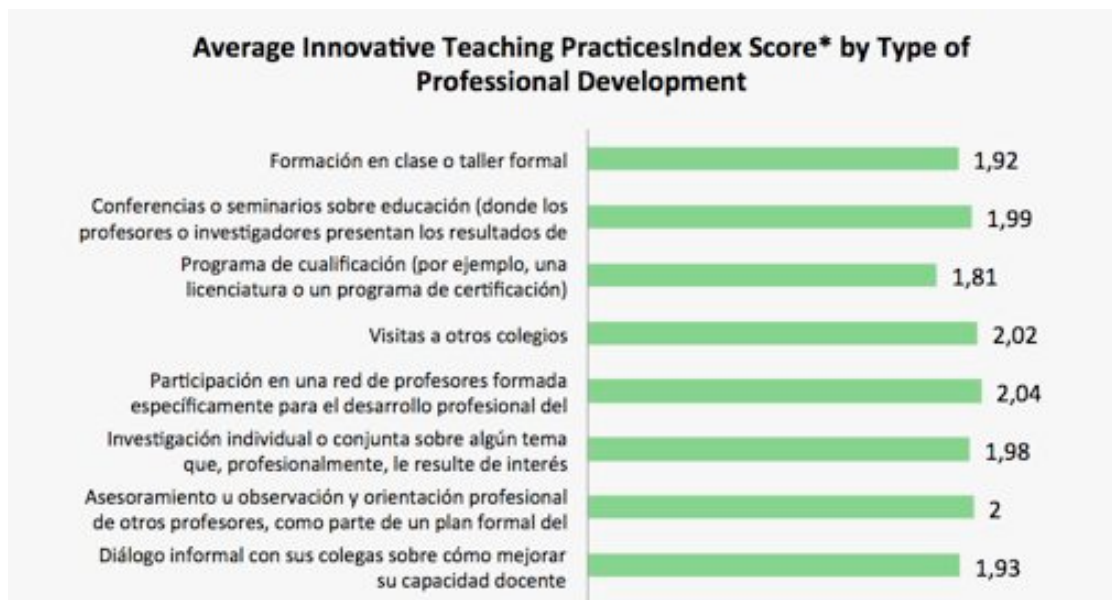 Average Innovative Teaching PracticesIndex Score* by Type of
Professional Development
Formación en clase o taller formal
1,92
Conferencias o seminarios sobre educación (donde los
profesores o investigadores presentan los resultados de
1,99
Programa de cualificación (por ejemplo, una
licenciatura o un programa de certificación)
1,81
Visitas a otros colegios
2,02
Participación en una red de profesores formada
específicamente para el desarrollo profesional del
2,04
Investigación individual o conjunta sobre algún tema
que, profesionalmente, le resulte de interés
1,98
Asesoramiento u observación y orientación profesional
de otros profesores, como parte de un plan formal del
2
Diálogo informal con sus colegas sobre cómo mejorar
su capacidad docente
1,93